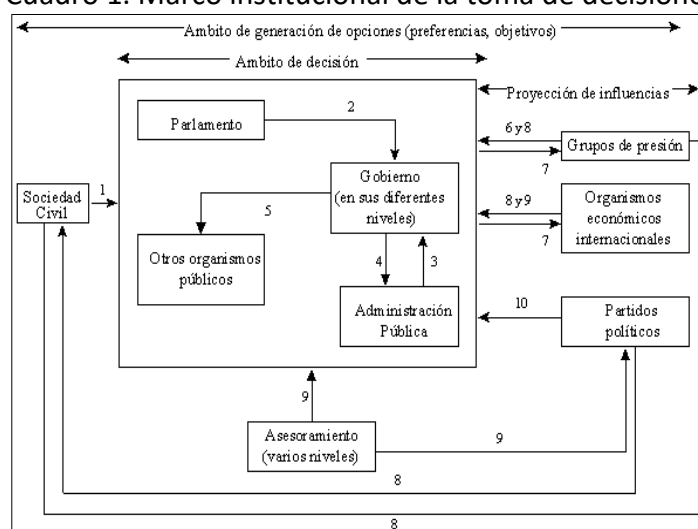 Cuadro 1. Marco institucional de la toma de decisione
Ambito de generación de opciones (preferencias, objetivos)
Ambito de decisión
Proyección de influencias
Parlamento
2
6 y 8
Grupos de presión
7
Sociedad
Civil
1
Gobierno
(en sus diferentes
niveles)
5
8 y 9
7
Organismos
económicos
internacionales
Otros organismos
públicos
4
3
Administración
Pública
10
Partidos
políticos
9
Asesoramiento
(varios niveles)
9
8
8